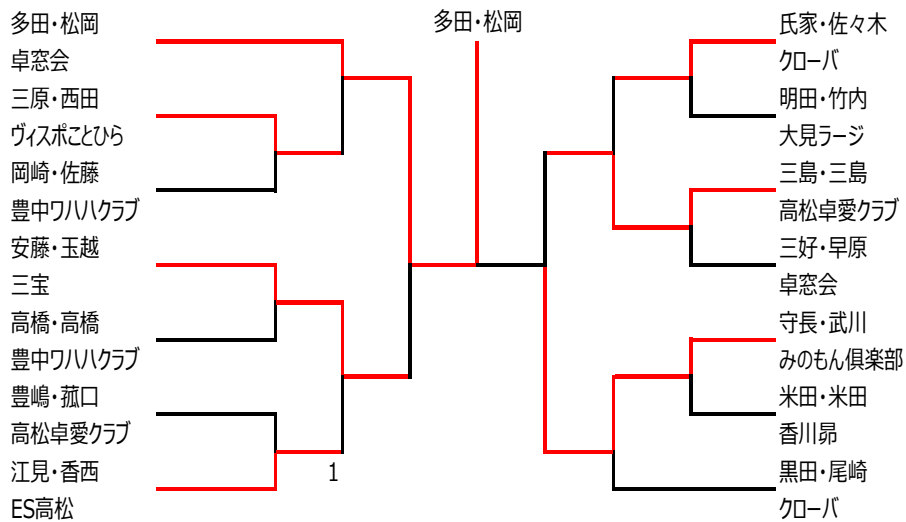 多田・松岡
卓窓会
三原・西田
ヴィスポことひら
岡崎・佐藤
豊中ワハハクラブ
安藤・玉越
三宝
高橋・高橋
豊中ワハハクラブ
豊嶋・菰口
高松卓愛クラブ
江見・香西
ES高松
1
多田・松岡
氏家・佐々木
クローバ
明田・竹内
大見ラージ
三島・三島
高松卓愛クラブ
三好・早原
卓窓会
守長・武川
みのもん倶楽部
米田・米田
香川昴
黒田・尾崎
クローバ